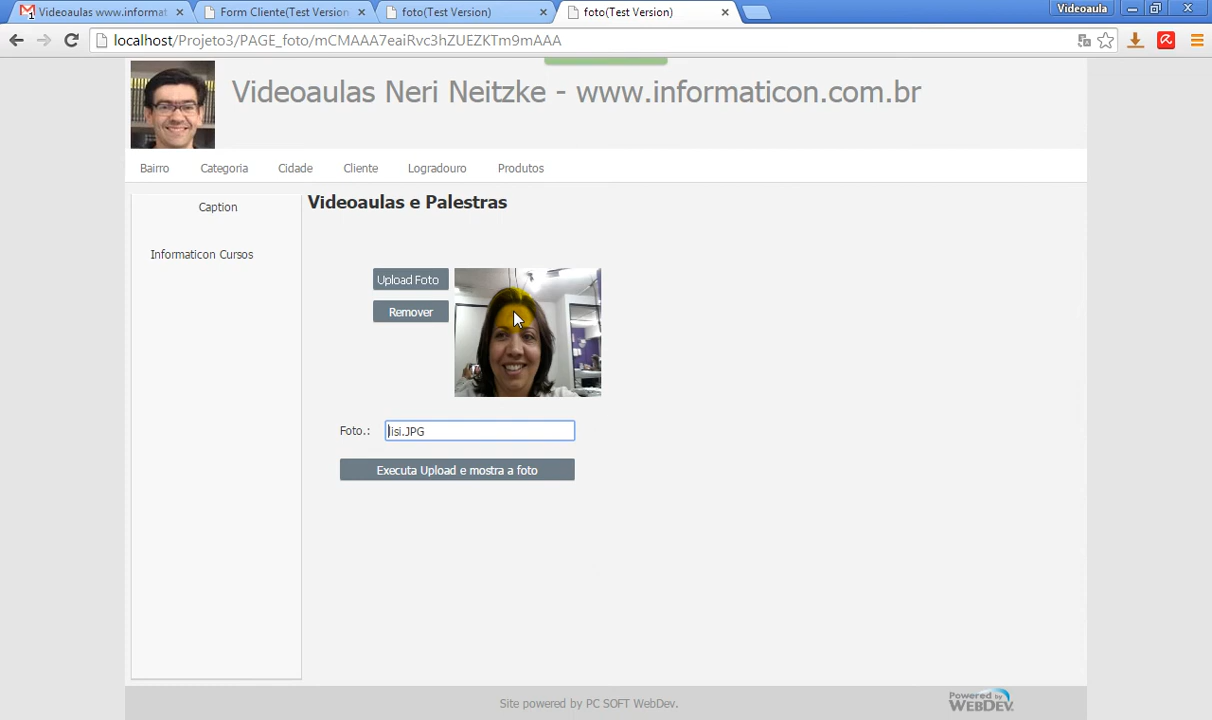 Videoaulas www.informat
Form Cliente(Test Version
foto(Test Version)
foto(Test Version)
Videoaula
localhost/Projeto3/PAGE_foto/mCMAAA7eaiRvc3hZUEZKTm9mAAA
Videoaulas Neri Neitzke - www.informaticon.com.br
Bairro
Categoria
Cidade
Cliente
Logradouro
Produtos
Caption
Videoaulas e Palestras
Informaticon Cursos
Upload Foto
Remover
Foto.:
lisi.JPG
Executa Upload e mostra a foto
Site powered by PC SOFT WebDev.
Powered by
WEBDEV.